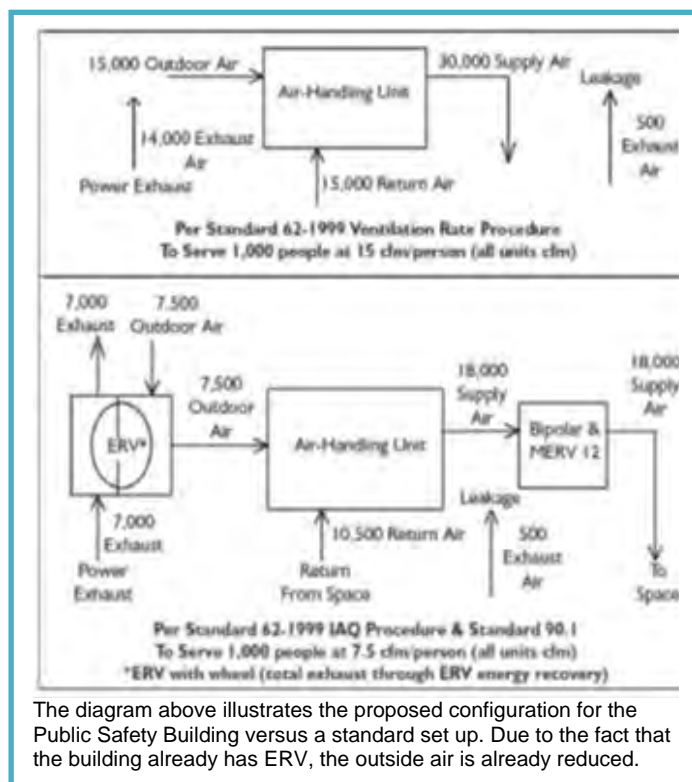 15,000 Outdoor Air
30,000 Supply Air
Leakage
Air-Handing Unit
14,000 Exhaust
Air
500
Exhaust
Air
Power Exhaust
15,000 Return Air
Per Standard 62-1999 Ventilation Rate Procedure
To Serve 1,000 people at 15 cfm/person (all units cfm)
7,000
Exhaust
7,500
Outdoor Air
7,500
Outdoor
Air
18,000
Supply
Air
18,000
Supply
Air
ERV*
Air-Handling Unit
Bipolar &
MERV 12
7,000
Exhaust
Power
Exhaust
10,500 Return Air
Return
From Space
Leakage
500
Exhaust
Air
To
Space
Per Standard 62-1999 IAQ Procedure & Standard 90.1
To Serve 1,000 people at 7.5 cfm/person (all units cfm)
*ERV with wheel (total exhaust through ERV energy recovery)
The diagram above illustrates the proposed configuration for the
Public Safety Building versus a standard set up. Due to the fact that
the building already has ERV, the outside air is already reduced.